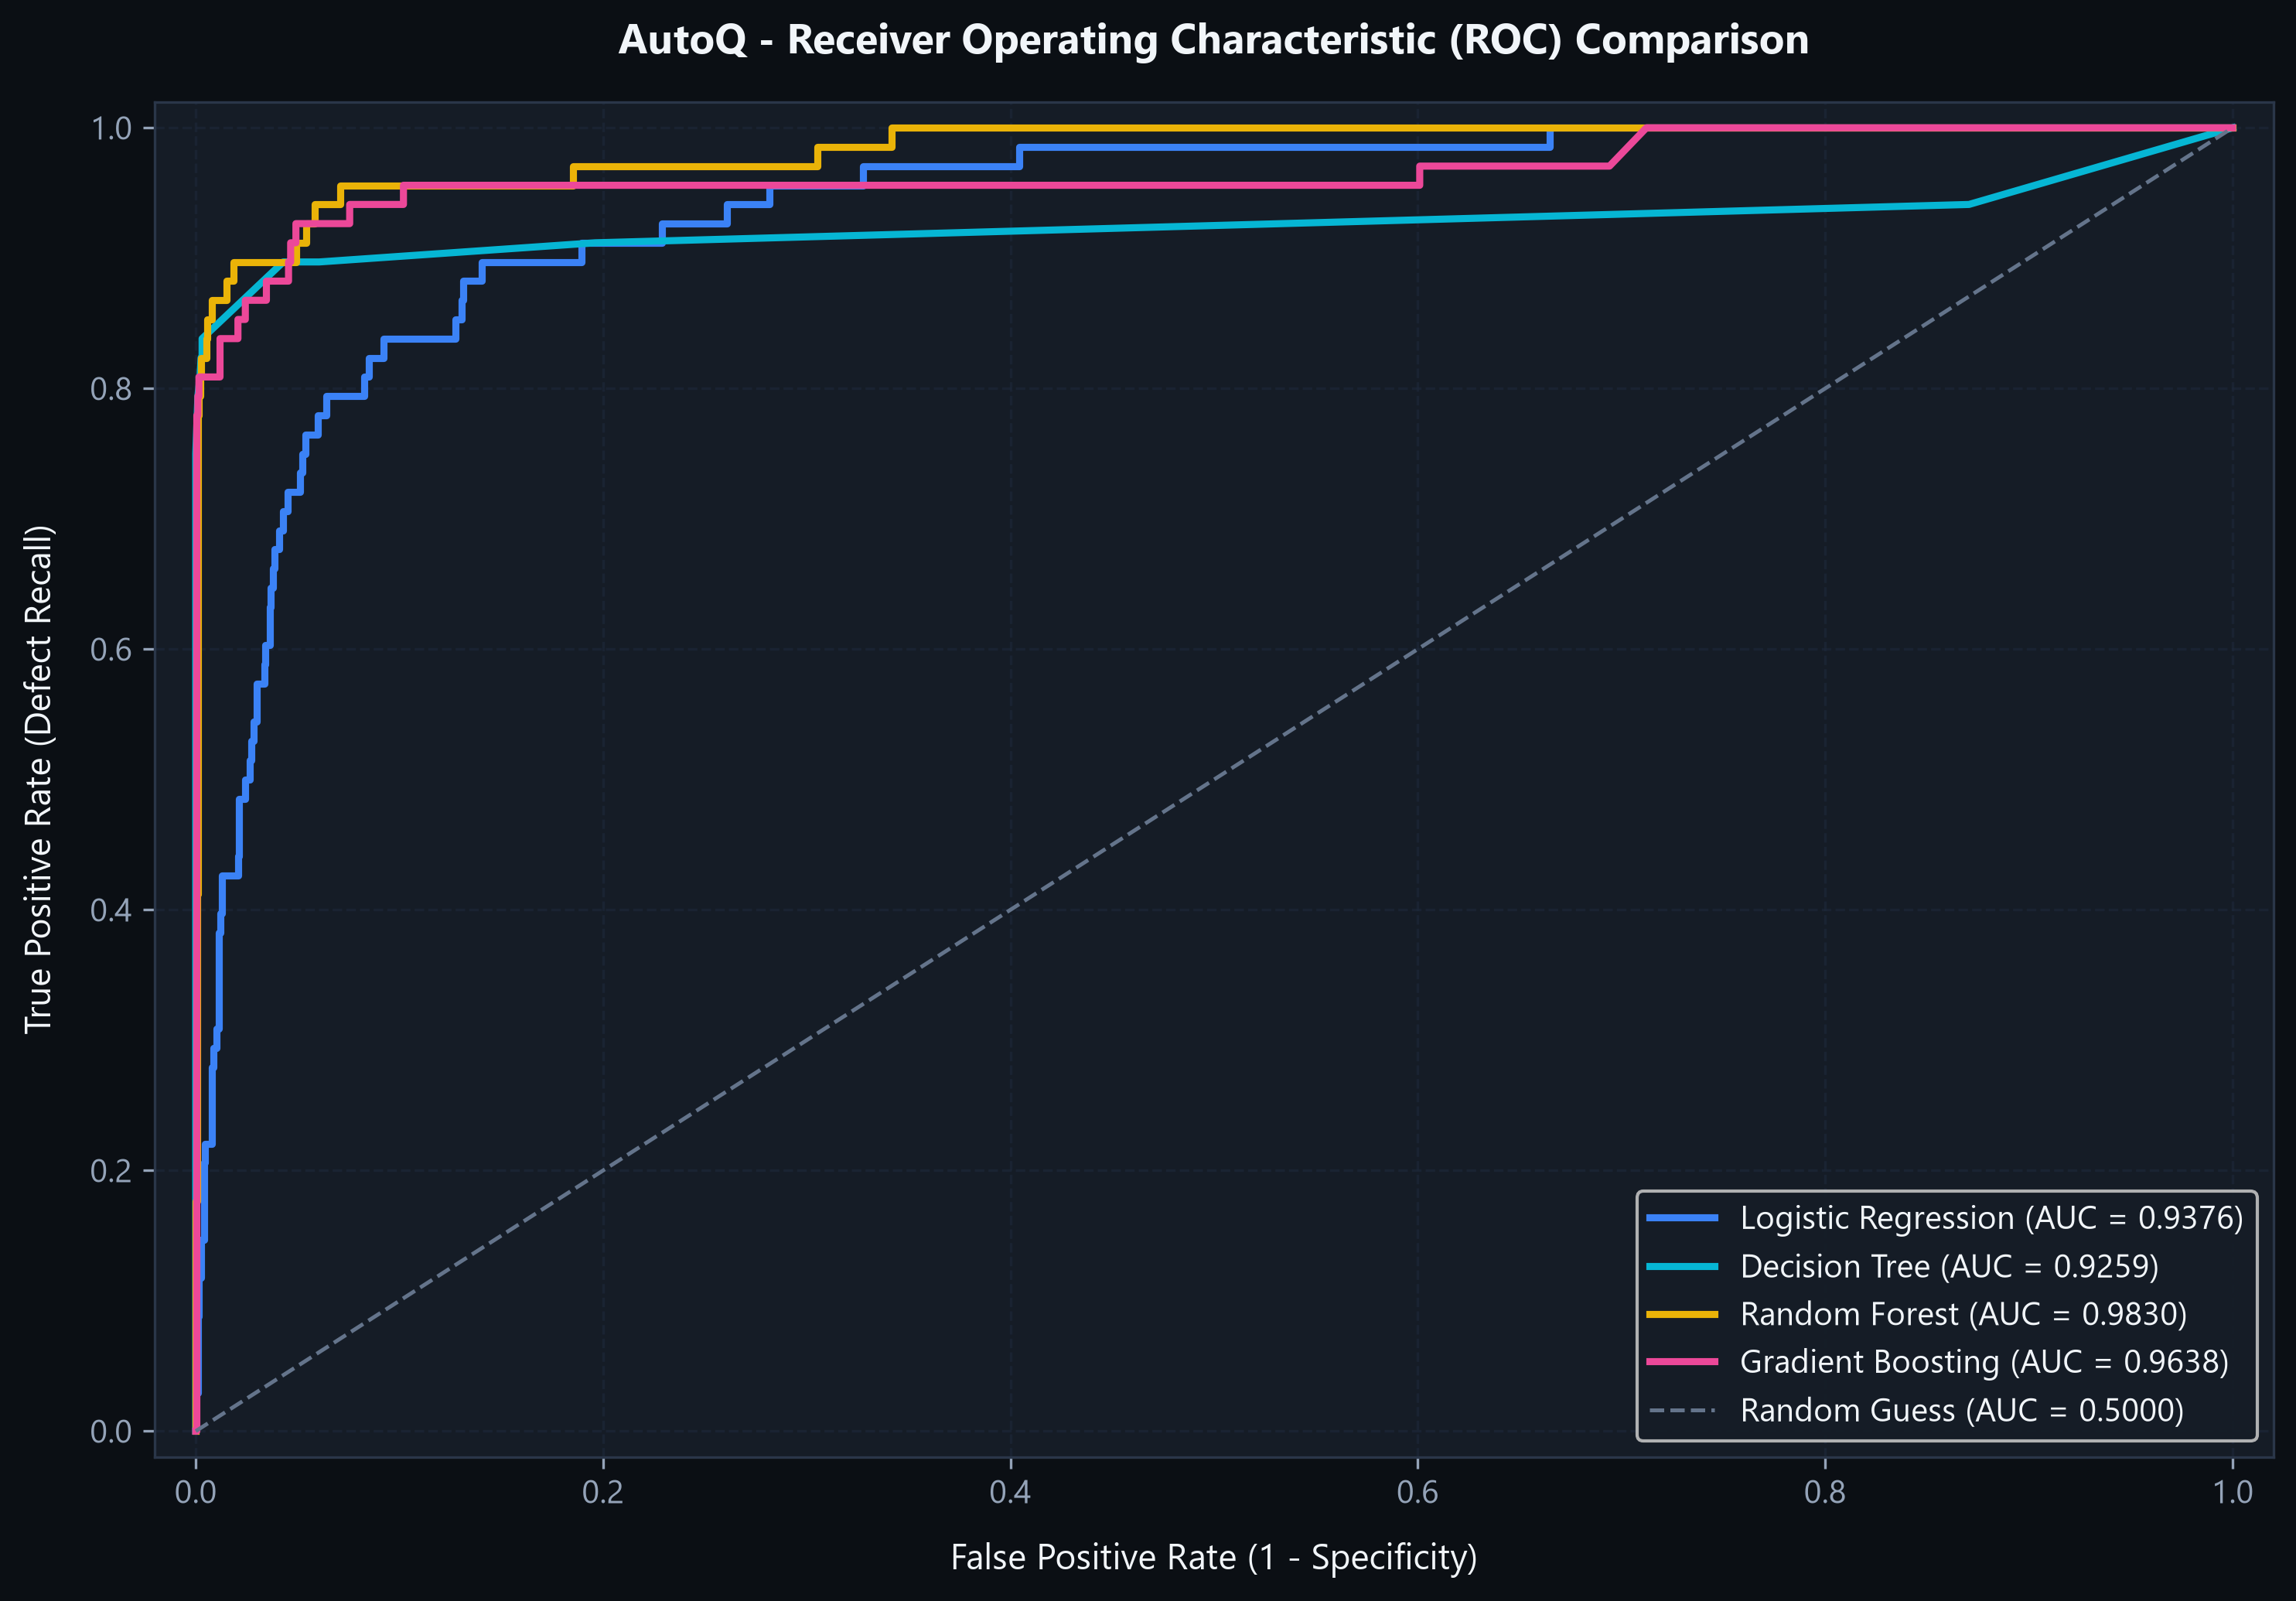 AutoQ - Receiver Operating Characteristic (ROC) Comparison
True Positive Rate (Defect Recall)
1.0
0.8
0.6
0.4
0.2
0.0
0.0
0.2
0.4
0.6
0.8
1.0
False Positive Rate (1 - Specificity)
Logistic Regression (AUC = 0.9376)
Decision Tree (AUC = 0.9259)
Random Forest (AUC = 0.9830)
Gradient Boosting (AUC = 0.9638)
Random Guess (AUC = 0.5000)